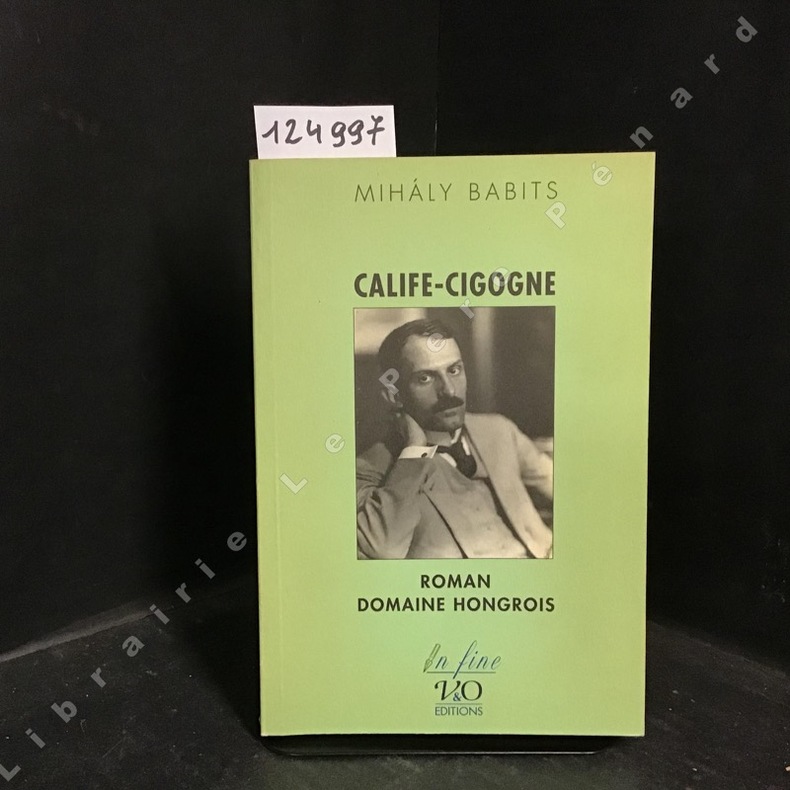 124997
MIHÁLY BABITS
CALIFE-CIGOGNE
ROMAN
DOMAINE HONGROIS
In fine
V&O
EDITIONS
Librairie Le Père Pénard